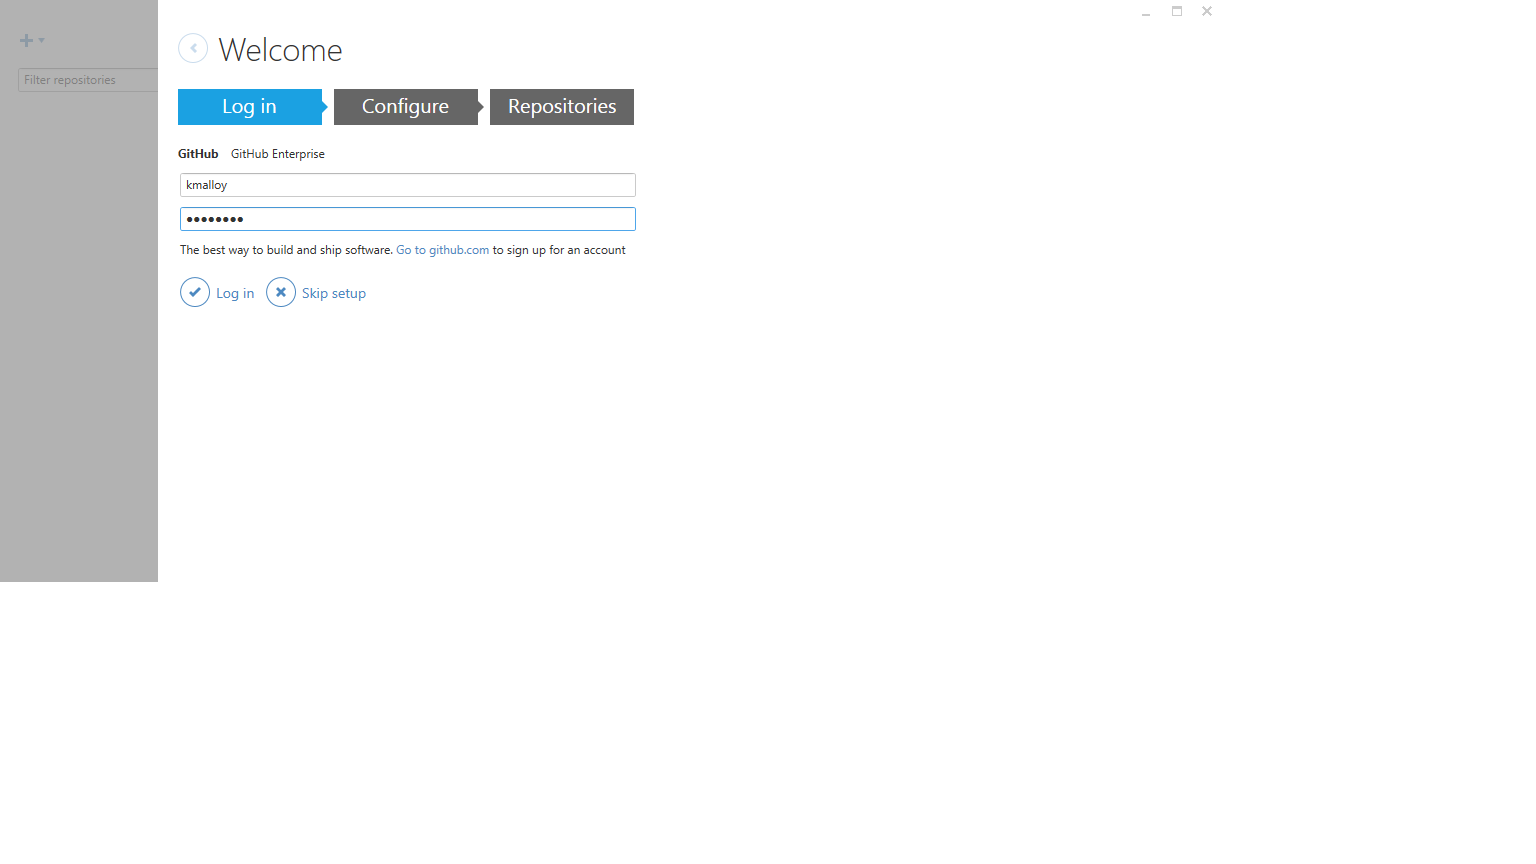 Filter repositories
Welcome
Log in
Configure
Repositories
GitHub GitHub Enterprise
kmalloy
●●●●●●●●
The best way to build and ship software. Go to github.com to sign up for an account
Log in Skip setup